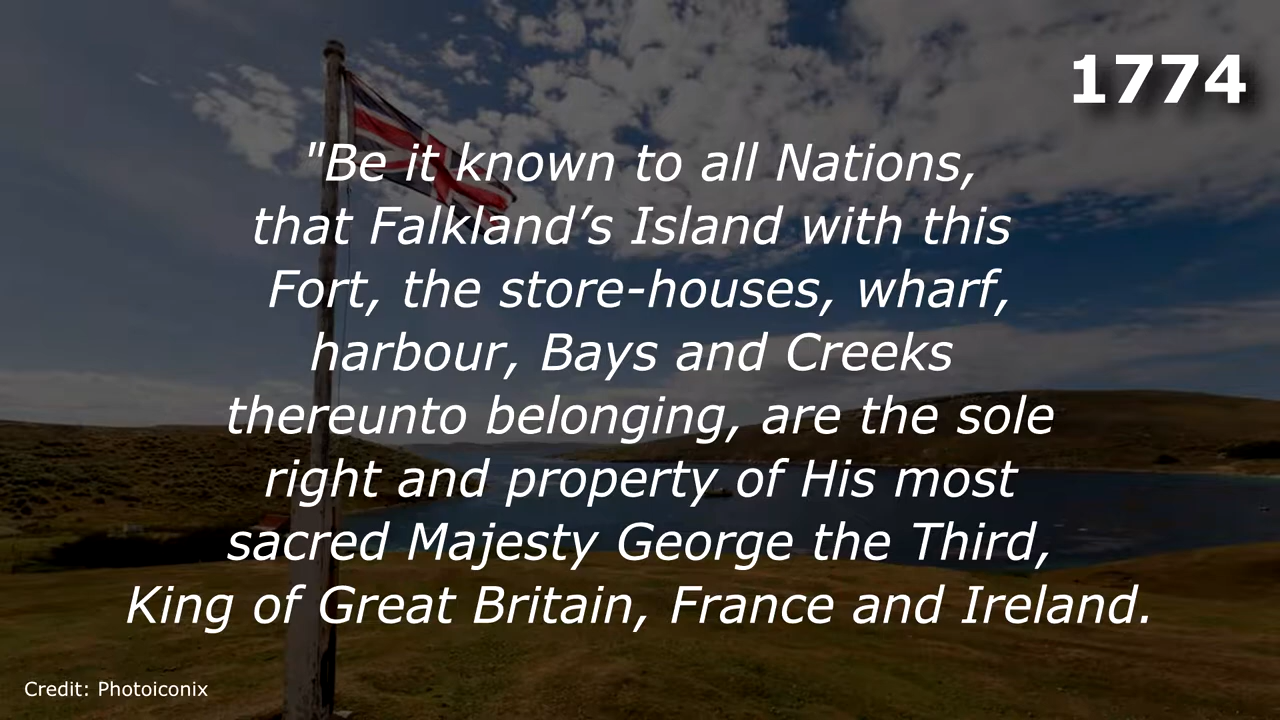 1774
"Be it known to all Nations,
that Falkland’s Island with this
Fort, the store-houses, wharf,
harbour, Bays and Creeks
thereunto belonging, are the sole
right and property of His most
sacred Majesty George the Third,
King of Great Britain, France and Ireland.
Credit: Photoiconix